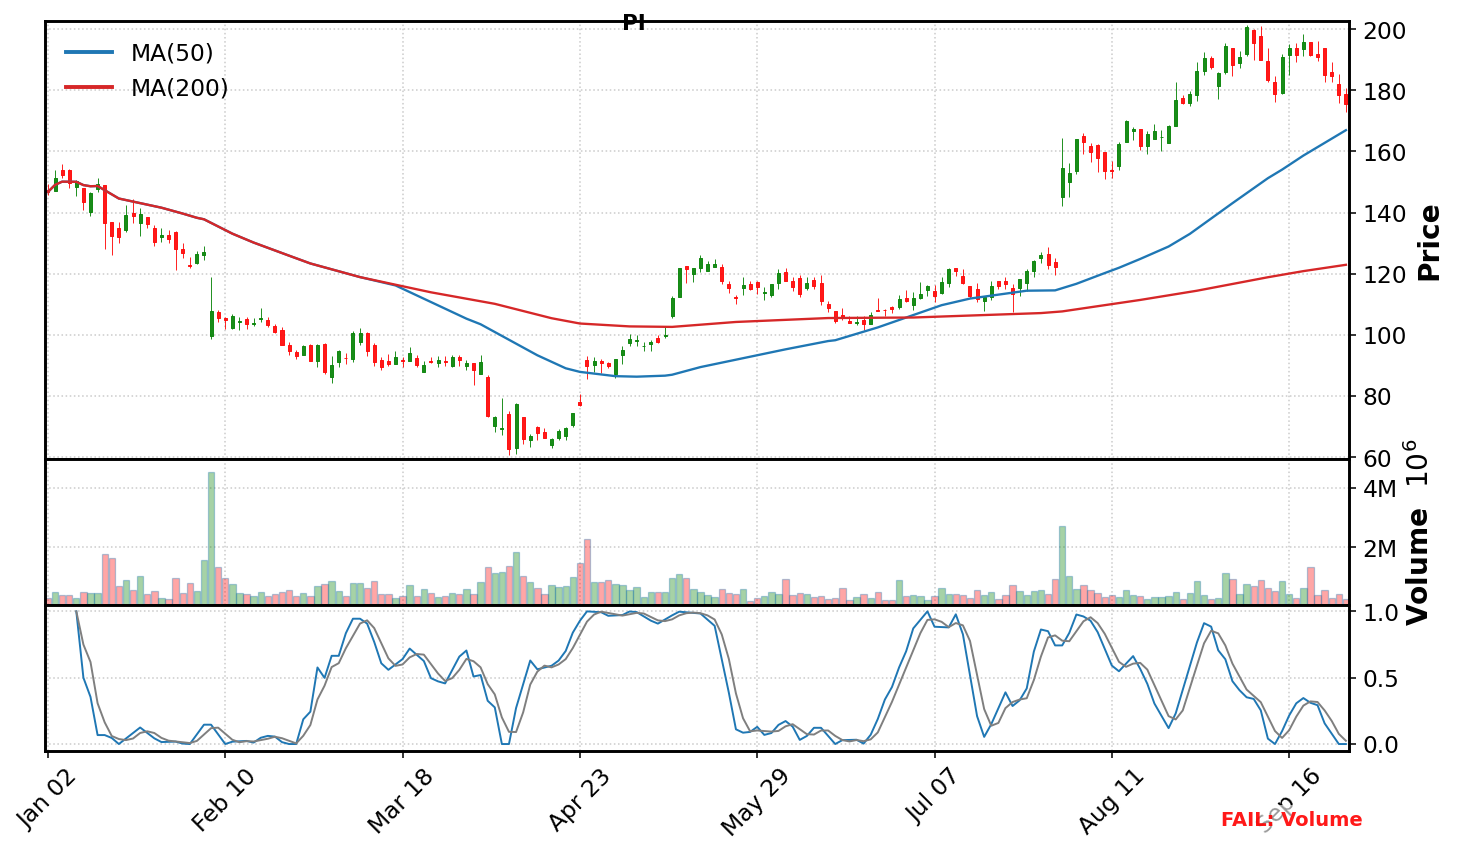 PI
MA(50)
MA(200)
200
180
160
140
120
100
80
60
Price
10^6
4M
2M
Volume
1.0
0.5
0.0
Jan 02
Feb 10
Mar 18
Apr 23
May 29
Jul 07
Aug 11
Sep 16
FAIL: Volume